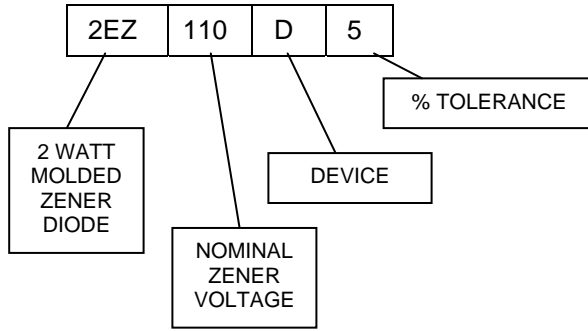 2EZ 110 D 5
% TOLERANCE
2 WATT
MOLDED
ZENER
DIODE
DEVICE
NOMINAL
ZENER
VOLTAGE